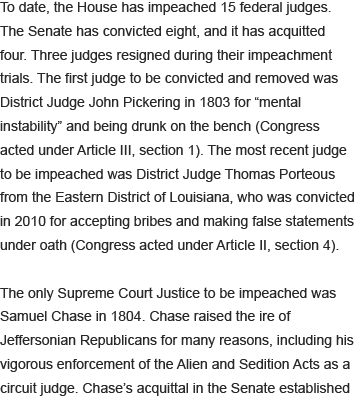 To date, the House has impeached 15 federal judges.
The Senate has convicted eight, and it has acquitted
four. Three judges resigned during their impeachment
trials. The first judge to be convicted and removed was
District Judge John Pickering in 1803 for “mental
instability” and being drunk on the bench (Congress
acted under Article III, section 1). The most recent judge
to be impeached was District Judge Thomas Porteous
from the Eastern District of Louisiana, who was convicted
in 2010 for accepting bribes and making false statements
under oath (Congress acted under Article II, section 4).

The only Supreme Court Justice to be impeached was
Samuel Chase in 1804. Chase raised the ire of
Jeffersonian Republicans for many reasons, including his
vigorous enforcement of the Alien and Sedition Acts as a
circuit judge. Chase’s acquittal in the Senate established